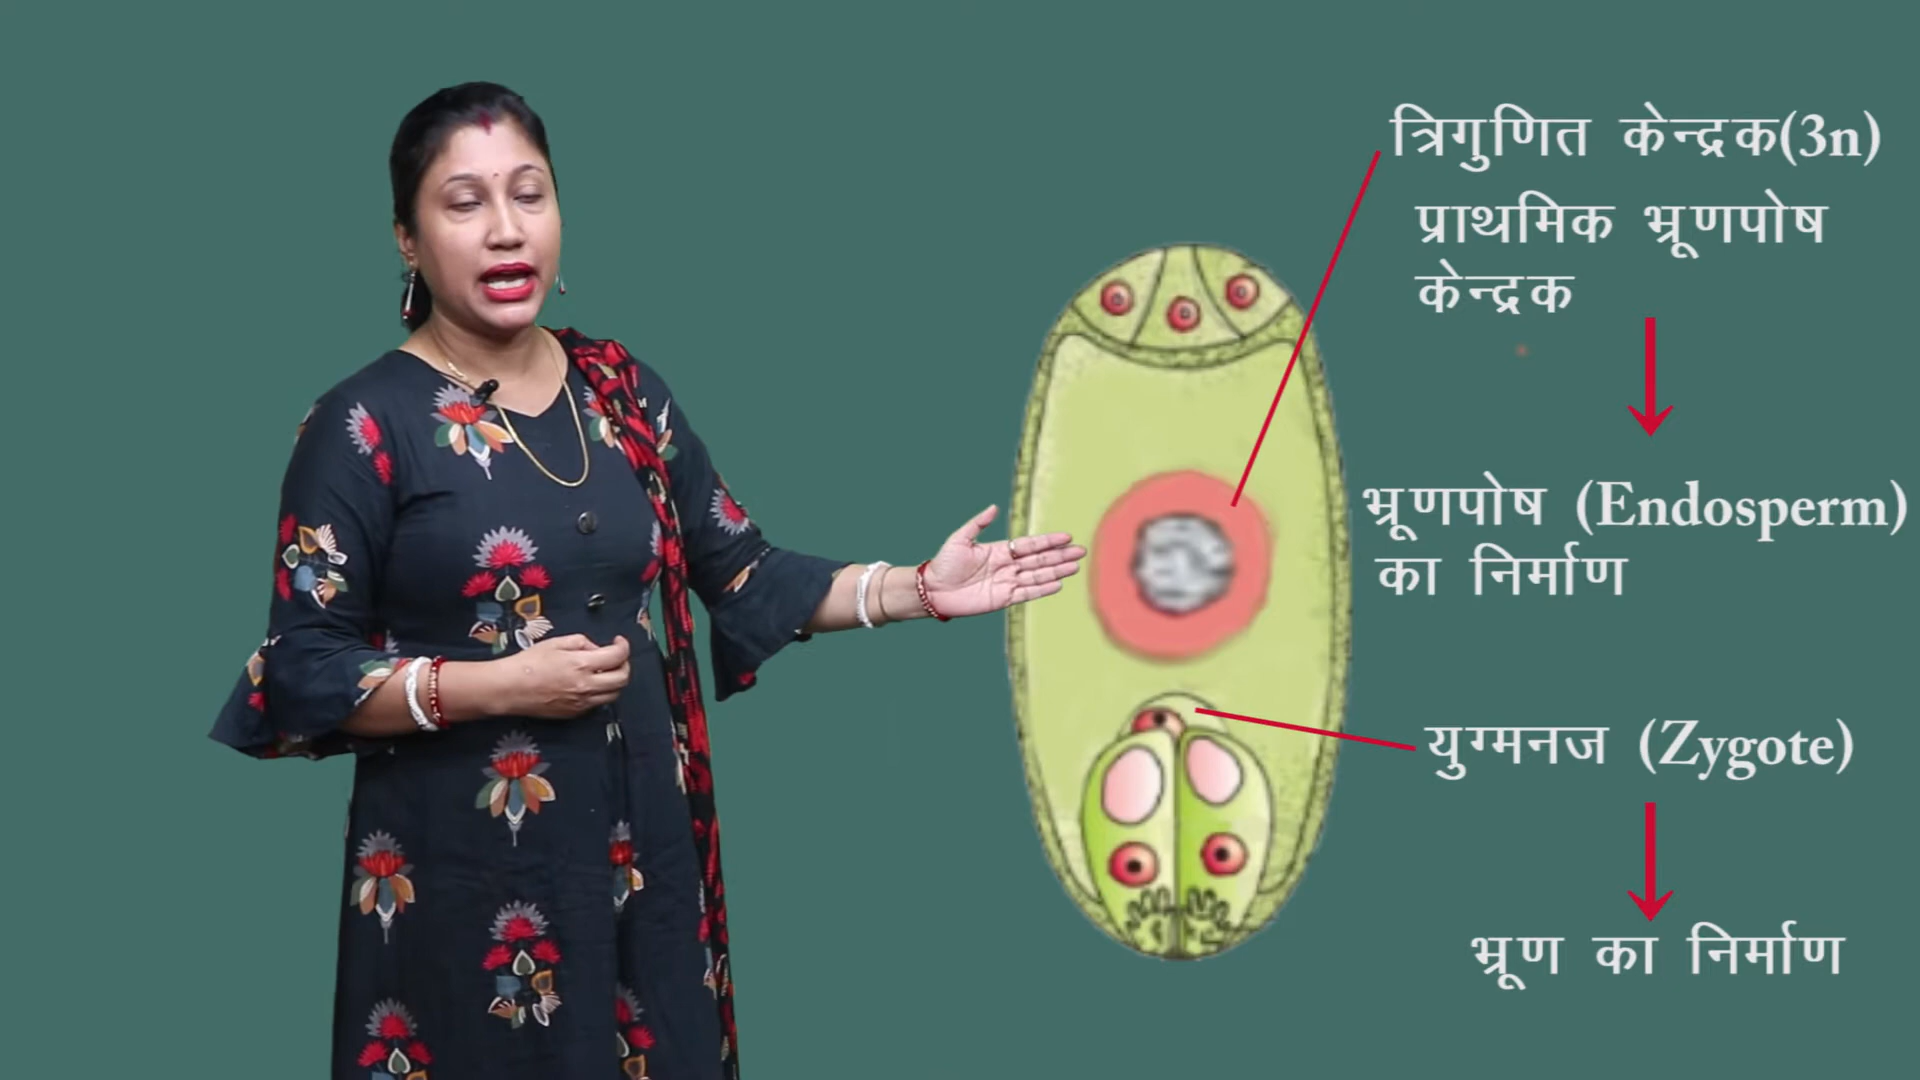 त्रिगुणित केन्द्रक(3n)
प्राथमिक भ्रूणपोष
केन्द्रक
भ्रूणपोष (Endosperm)
का निर्माण
युग्मनज (Zygote)
भ्रूण का निर्माण